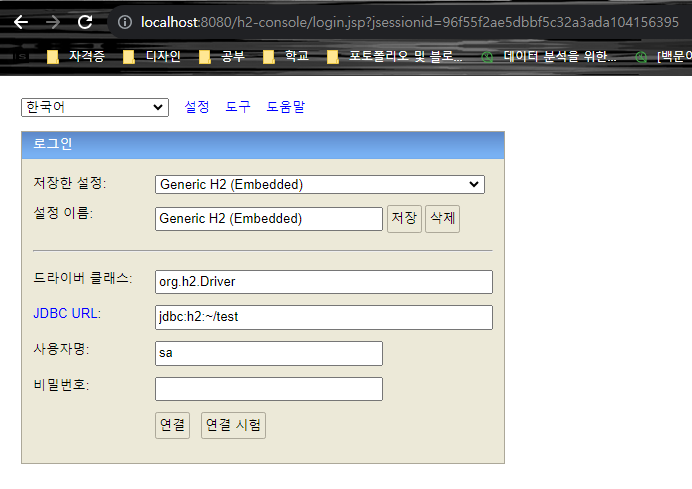 localhost:8080/h2-console/login.jsp?jsessionid=96f55f2ae5dbbf5c32a3ada104156395
자격증 디자인 공부 학교 포토폴리오 및 블로... 데이터 분석을 위한... [백문이
한국어 설정 도구 도움말
로그인
저장한 설정: Generic H2 (Embedded)
설정 이름: Generic H2 (Embedded) 저장 삭제
드라이버 클래스: org.h2.Driver
JDBC URL: jdbc:h2:~/test
사용자명: sa
비밀번호:
연결 연결 시험